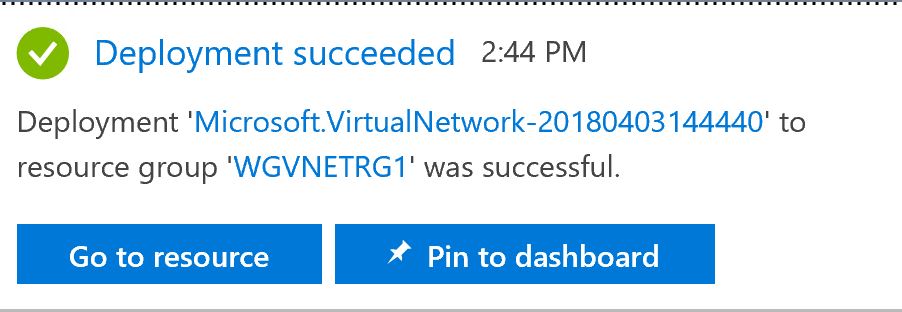 Deployment succeeded 2:44 PM
Deployment 'Microsoft.VirtualNetwork-20180403144440' to
resource group 'WGVNETRG1' was successful.
Go to resource Pin to dashboard